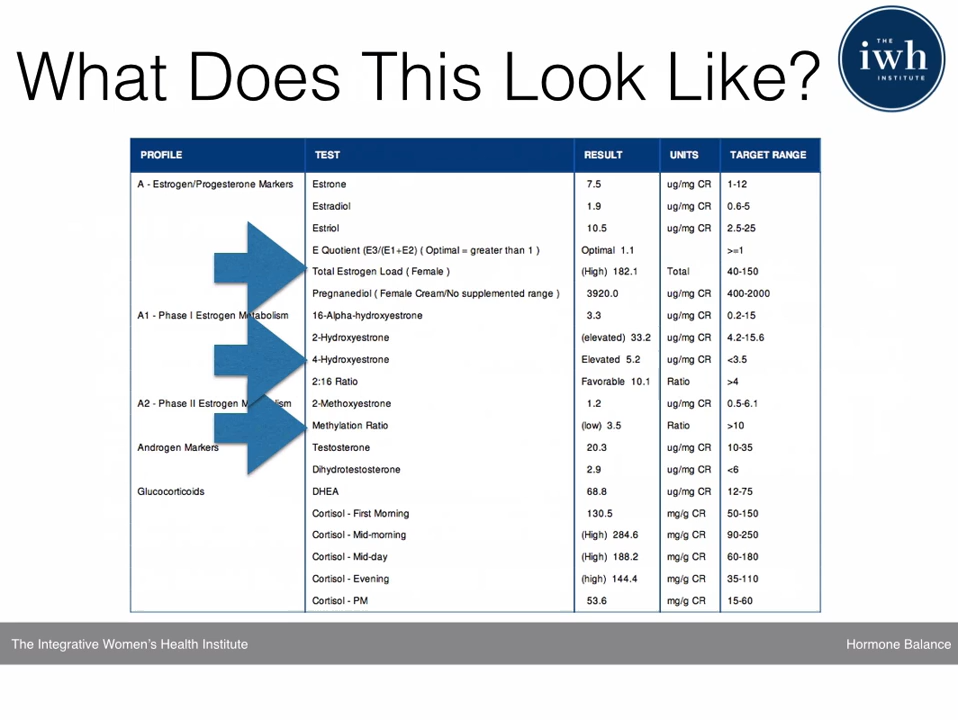 What Does This Look Like?
THE
iwh
INSTITUTE
PROFILE TEST RESULT UNITS TARGET RANGE
A - Estrogen/Progesterone Markers Estrone 7.5 ug/mg CR 1-12
Estradiol 1.9 ug/mg CR 0.6-5
Estriol 10.5 ug/mg CR 2.5-25
E Quotient (E3/(E1+E2) ( Optimal = greater than 1 ) Optimal 1.1 >=1
Total Estrogen Load ( Female ) (High) 182.1 Total 40-150
Pregnanediol ( Female Cream/No supplemented range ) 3920.0 ug/mg CR 400-2000
A1 - Phase I Estrogen Metabolism 16-Alpha-hydroxyestrone 3.3 ug/mg CR 0.2-15
2-Hydroxyestrone (elevated) 33.2 ug/mg CR 4.2-15.6
4-Hydroxyestrone Elevated 5.2 ug/mg CR <3.5
2:16 Ratio Favorable 10.1 Ratio >4
A2 - Phase II Estrogen 2-Methoxyestrone 1.2 ug/mg CR 0.5-6.1
Methylation Ratio (low) 3.5 Ratio >10
Androgen Markers Testosterone 20.3 ug/mg CR 10-35
Dihydrotestosterone 2.9 ug/mg CR <6
Glucocorticoids DHEA 68.8 ug/mg CR 12-75
Cortisol - First Morning 130.5 mg/g CR 50-150
Cortisol - Mid-morning (High) 284.6 mg/g CR 90-250
Cortisol - Mid-day (High) 188.2 mg/g CR 60-180
Cortisol - Evening (high) 144.4 mg/g CR 35-110
Cortisol - PM 53.6 mg/g CR 15-60
The Integrative Women's Health Institute Hormone Balance